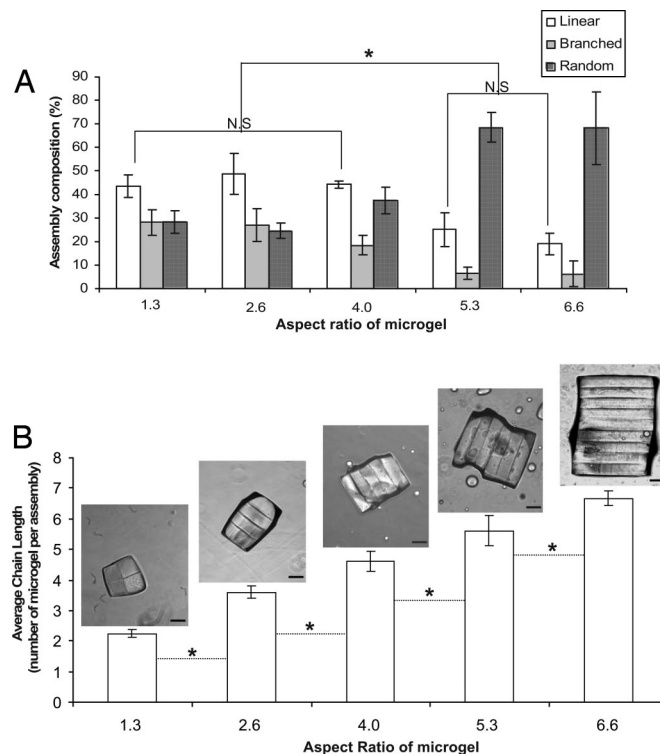 Linear
Branched
Random
A
*
N.S
N.S
Assembly composition (%)
90
80
70
60
50
40
30
20
10
0
1.3 2.6 4.0 5.3 6.6
Aspect ratio of microgel
B
Average Chain Length
(number of microgel per assembly)
8
7
6
5
4
3
2
1
0
*
*
*
*
1.3 2.6 4.0 5.3 6.6
Aspect Ratio of microgel